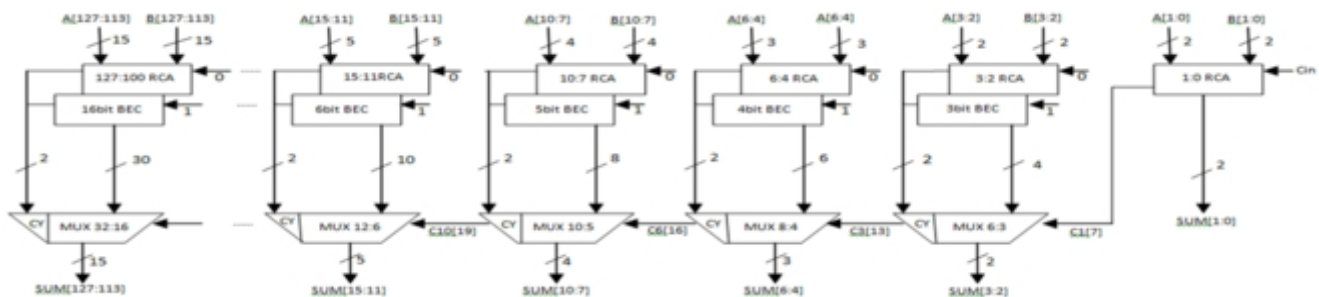 A[127:113] B[127:113] A[15:11] B[15:11] A[10:7] B[10:7] A[6:4] A[6:4] A[3:2] B[3:2] A[1:0] B[1:0]
15 15 5 5 4 4 3 3 2 2 2 2
127:100 RCA 0 15:11RCA 0 10:7 RCA 0 6:4 RCA 0 3:2 RCA 0 1:0 RCA Cin
16bit BEC 1 6bit BEC 1 5bit BEC 1 4bit BEC 1 3bit BEC 1
2 30 2 10 2 8 2 6 2 4 2
CY MUX 32:16 CY MUX 12:6 C10[19] CY MUX 10:5 C6[16] CY MUX 8:4 C3[13] CY MUX 6:3 C1[7] SUM[1:0]
15 5 4 3 2
SUM[127:113] SUM[15:11] SUM[10:7] SUM[6:4] SUM[3:2]